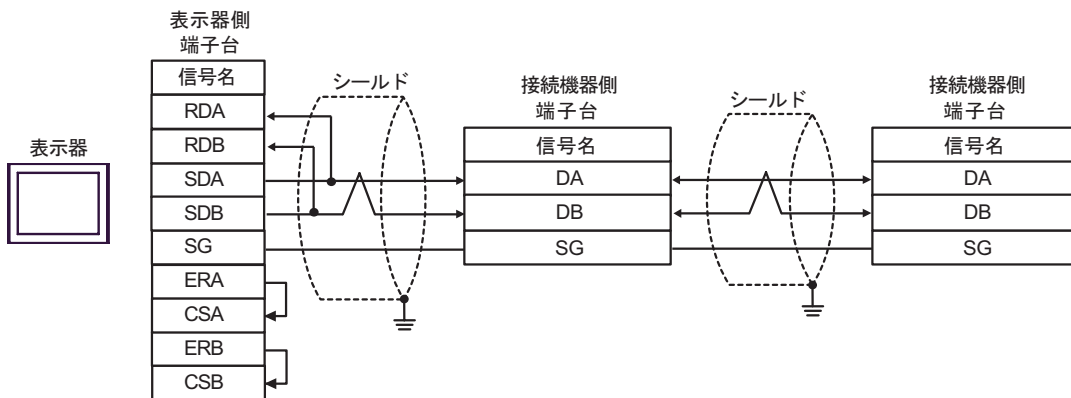 表示器側
端子台
信号名
RDA
RDB
SDA
SDB
SG
ERA
CSA
ERB
CSB
表示器
シールド
接続機器側
端子台
信号名
DA
DB
SG
シールド
接続機器側
端子台
信号名
DA
DB
SG